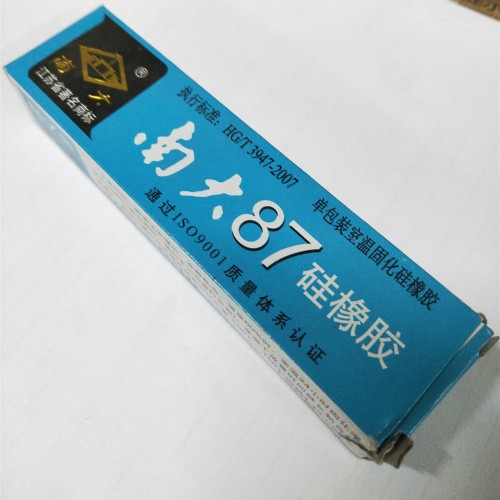 南大
®
江苏省著名商标
执行标准：HG/T 3947-2007
单包装室温固化硅橡胶
南大87硅橡胶
通过ISO9001质量体系认证